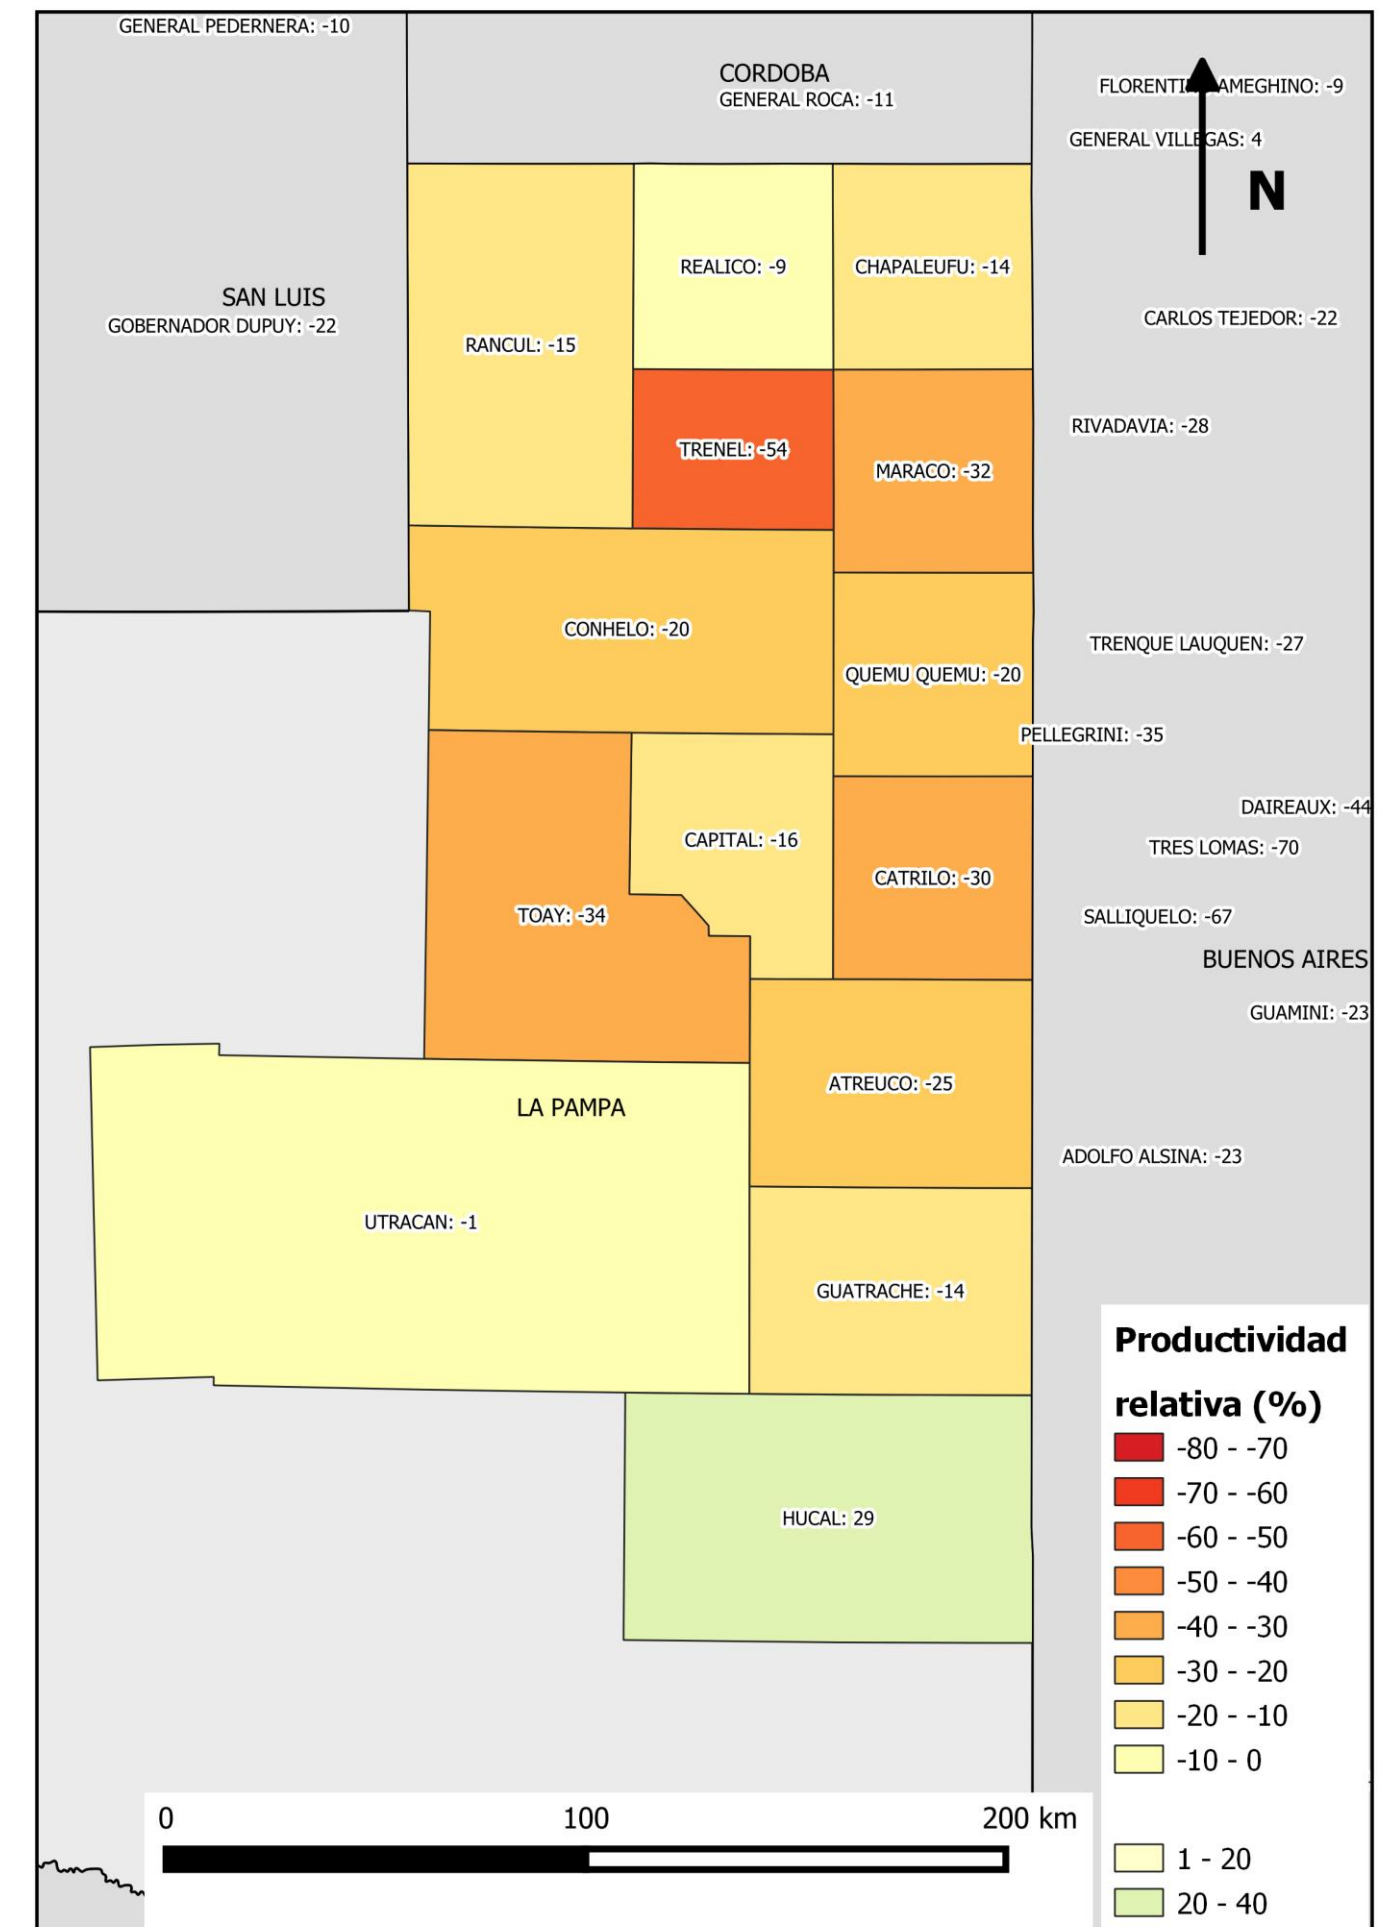 GENERAL PEDERNERA: -10
CORDOBA
GENERAL ROCA: -11
FLORENTINO AMEGHINO: -9
GENERAL VILLEGAS: 4
N
REALICO: -9
CHAPALEUFU: -14
SAN LUIS
GOBERNADOR DUPUY: -22
CARLOS TEJEDOR: -22
RANCUL: -15
RIVADAVIA: -28
TRENEL: -54
MARACO: -32
CONHELO: -20
TRENQUE LAUQUEN: -27
QUEMU QUEMU: -20
PELLEGRINI: -35
DAIREAUX: -44
CAPITAL: -16
TRES LOMAS: -70
CATRILO: -30
TOAY: -34
SALLIQUELO: -67
BUENOS AIRES
GUAMINI: -23
ATREUCO: -25
LA PAMPA
ADOLFO ALSINA: -23
UTRACAN: -1
GUATRACHE: -14
HUCAL: 29
Productividad
relativa (%)
-80 - -70
-70 - -60
-60 - -50
-50 - -40
-40 - -30
-30 - -20
-20 - -10
-10 - 0
1 - 20
20 - 40
0 100 200 km